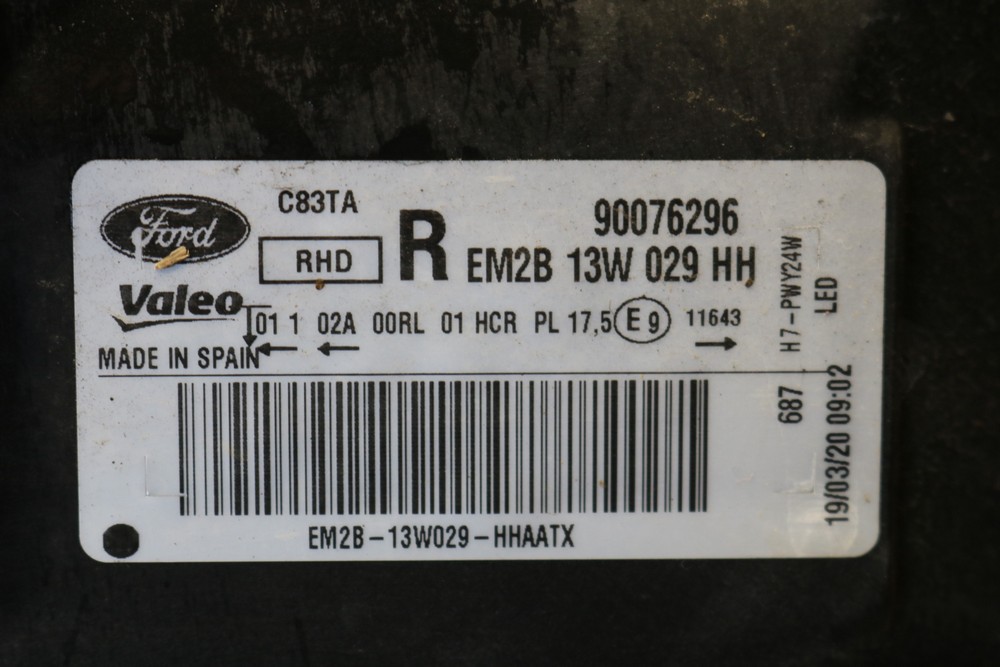 Ford
C83TA
RHD
R
90076296
EM2B 13W 029 HH
Valeo
01 1 02A 00RL 01 HCR PL 17,5 E 9 11643
MADE IN SPAIN
H7-PWY24W
LED
687
19/03/20 09:02
EM2B-13W029-HHAATX